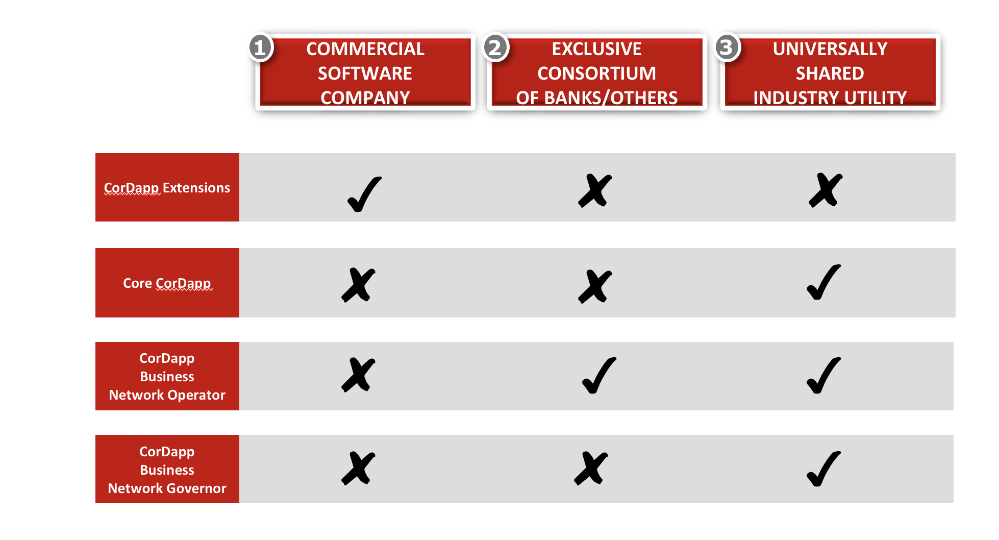 1
COMMERCIAL
SOFTWARE
COMPANY
2
EXCLUSIVE
CONSORTIUM
OF BANKS/OTHERS
3
UNIVERSALLY
SHARED
INDUSTRY UTILITY
CorDapp Extensions
✓ ✗ ✗
Core CorDapp
✗ ✗ ✓
CorDapp
Business
Network Operator
✗ ✓ ✓
CorDapp
Business
Network Governor
✗ ✗ ✓